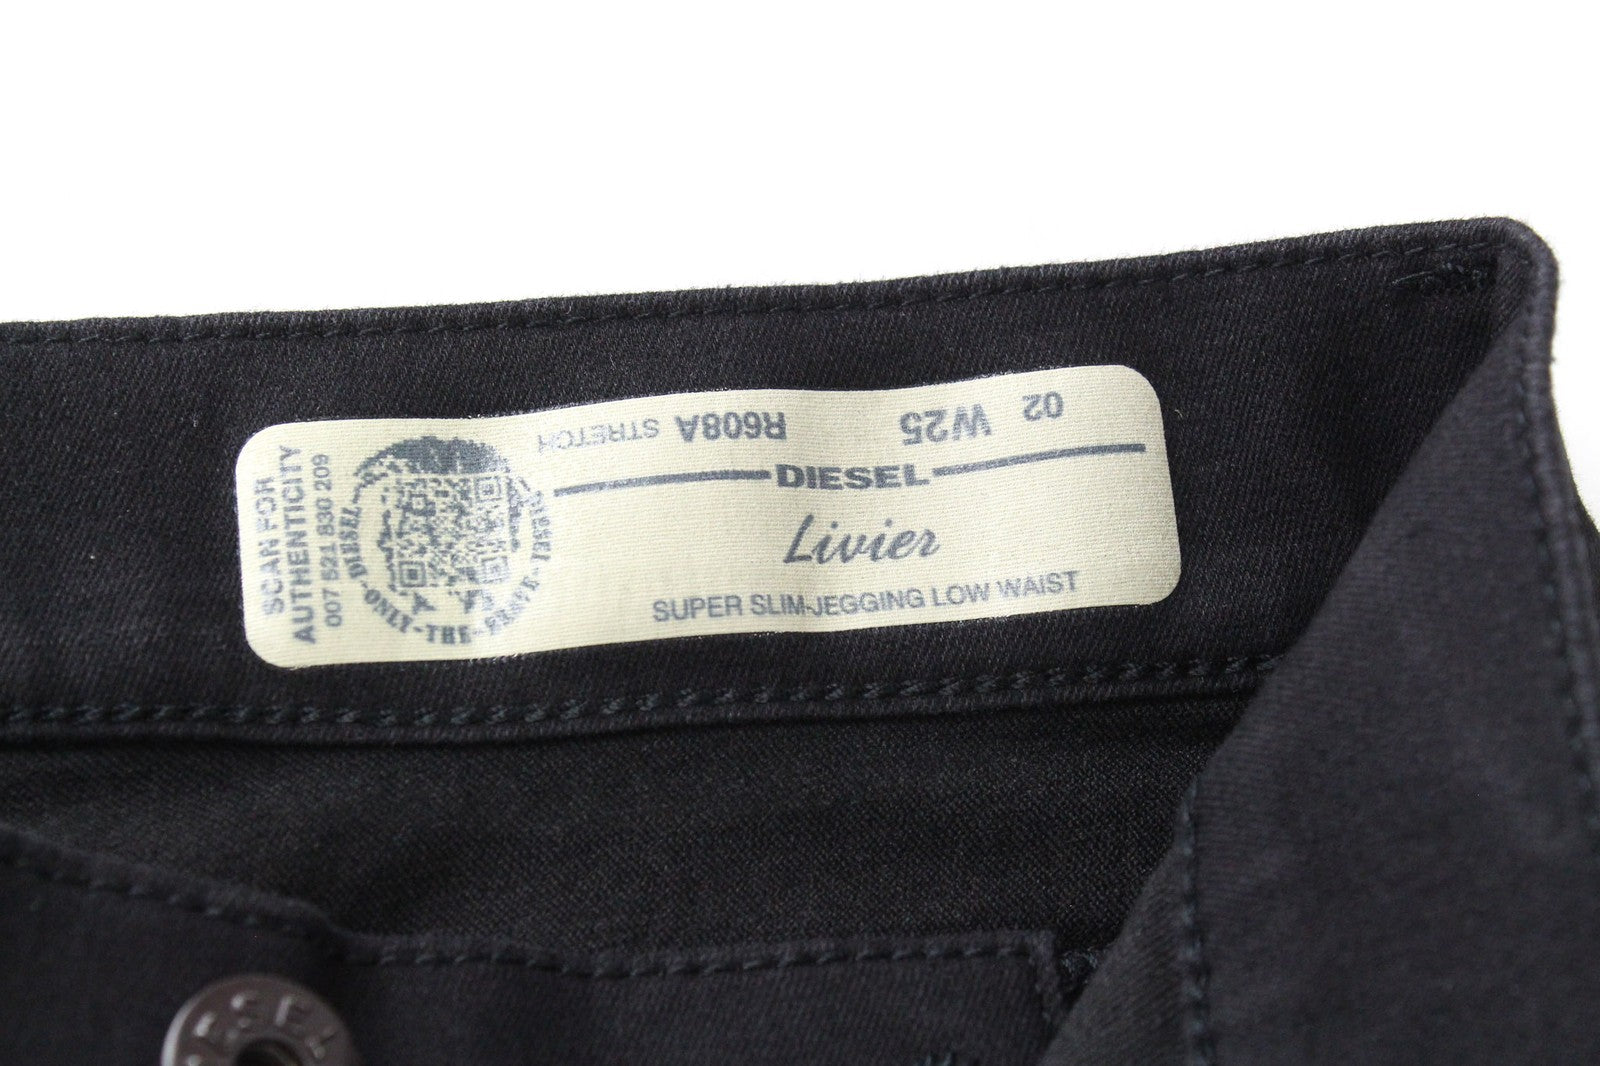 SCAN FOR
AUTHENTICITY
007 521 830 209
DIESEL-ONLY-THE-BRAVE-
R608A STRETCH
02 W25
DIESEL
Livier
SUPER SLIM-JEGGING LOW WAIST